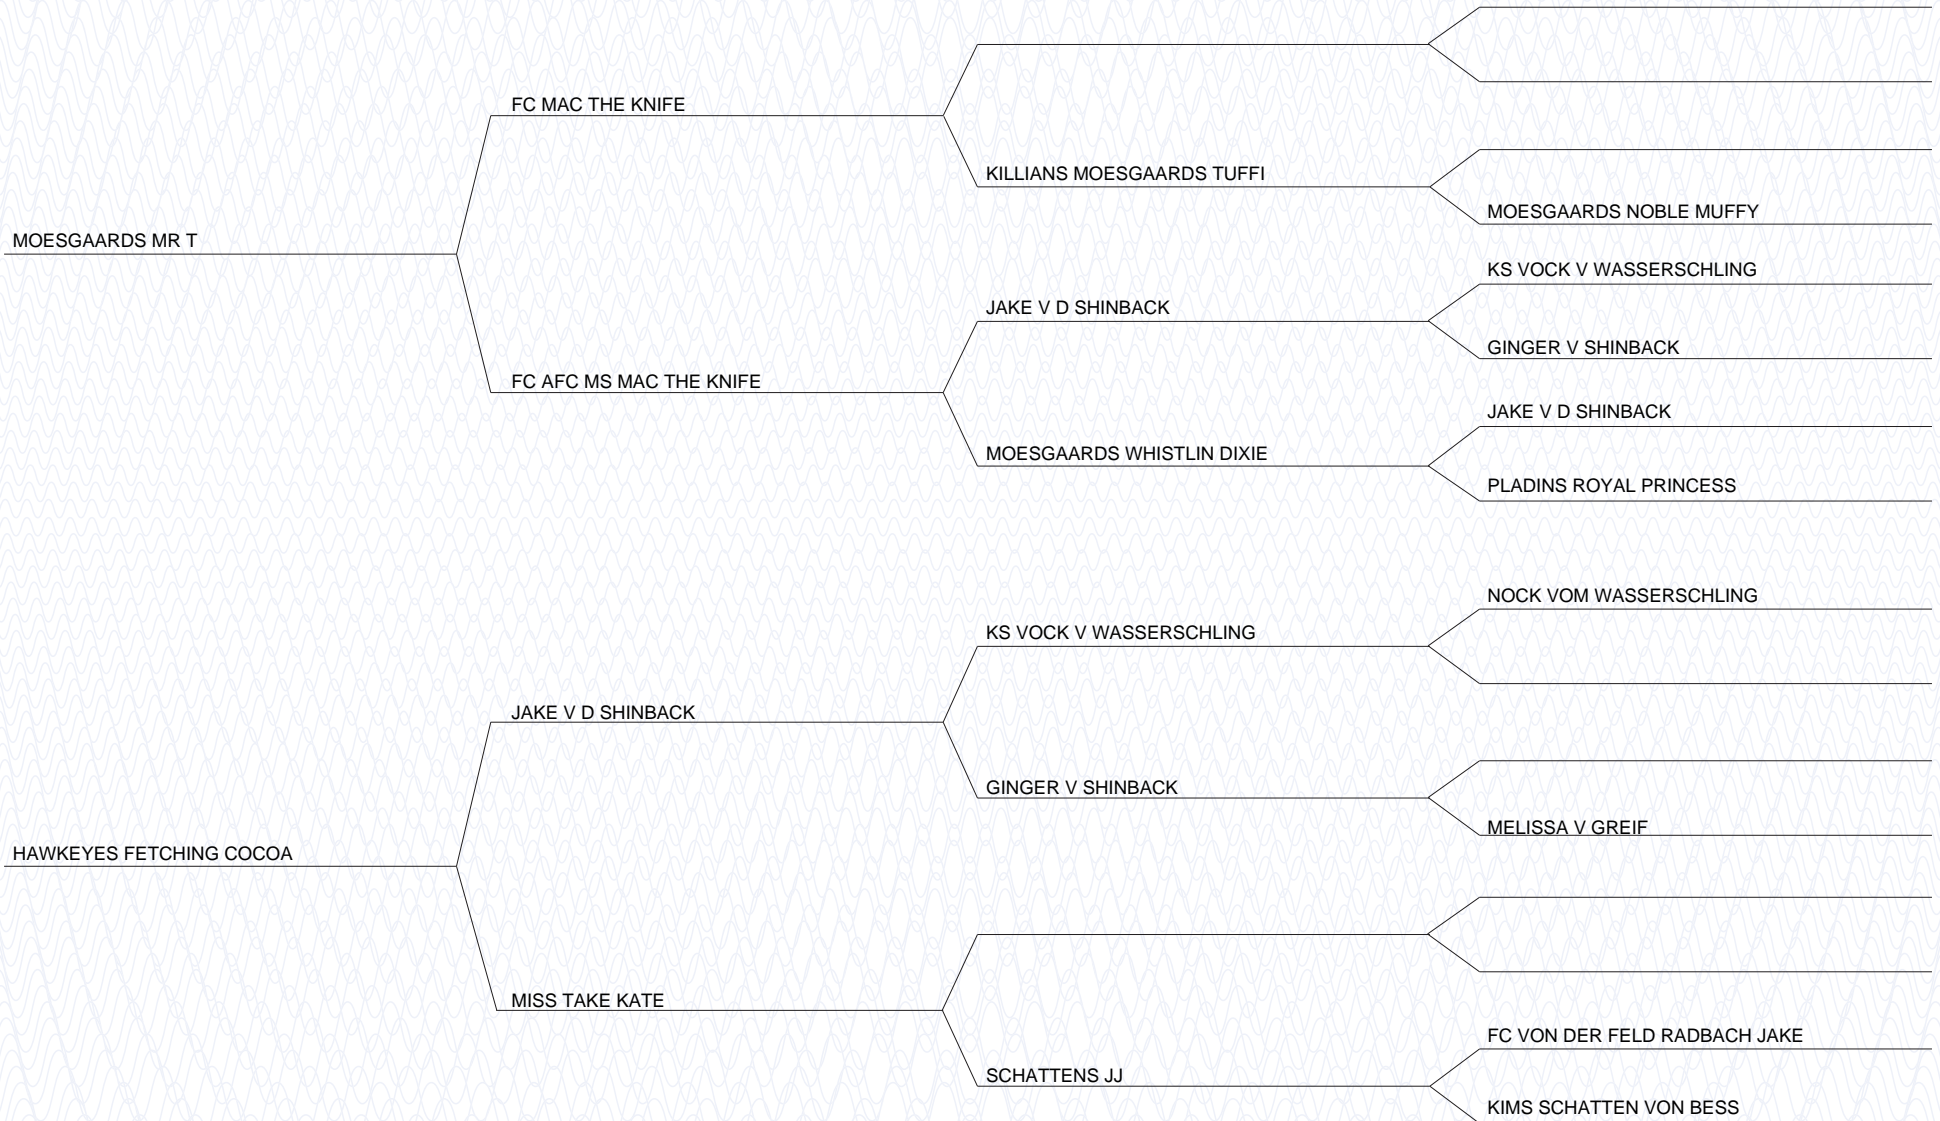 FC MAC THE KNIFE
KILLIANS MOESGAARDS TUFFI
MOESGAARDS NOBLE MUFFY
MOESGAARDS MR T
KS VOCK V WASSERSCHLING
JAKE V D SHINBACK
GINGER V SHINBACK
FC AFC MS MAC THE KNIFE
JAKE V D SHINBACK
MOESGAARDS WHISTLIN DIXIE
PLADINS ROYAL PRINCESS
NOCK VOM WASSERSCHLING
KS VOCK V WASSERSCHLING
JAKE V D SHINBACK
GINGER V SHINBACK
MELISSA V GREIF
HAWKEYES FETCHING COCOA
MISS TAKE KATE
FC VON DER FELD RADBACH JAKE
SCHATTENS JJ
KIMS SCHATTEN VON BESS